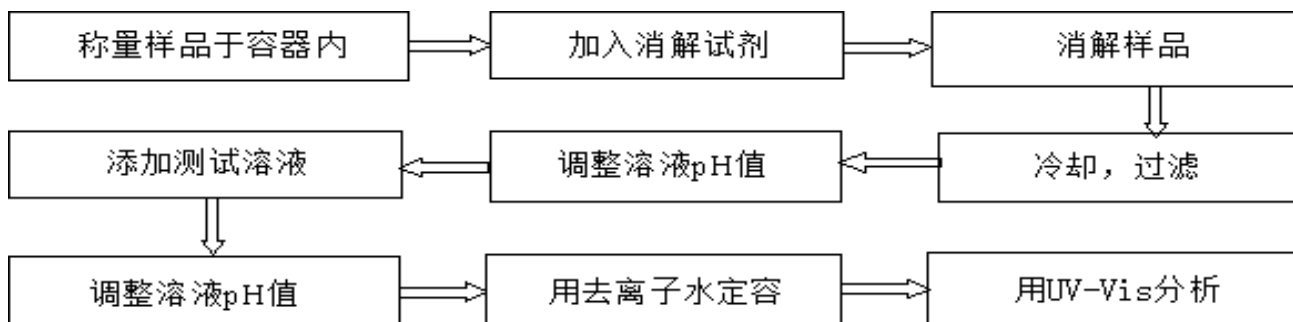 称量样品于容器内
加入消解试剂
消解样品
冷却，过滤
调整溶液pH值
添加测试溶液
调整溶液pH值
用去离子水定容
用UV-Vis分析